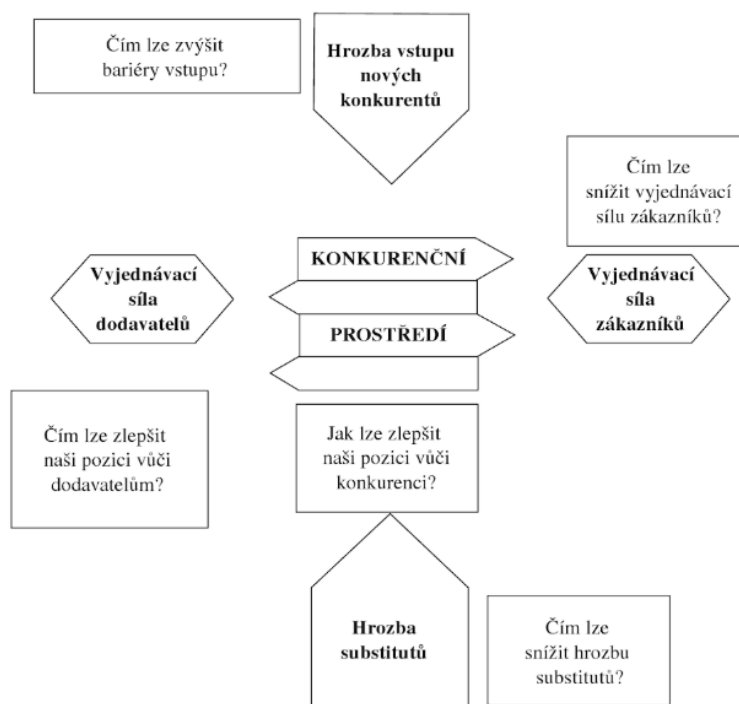 Čím lze zvýšit
bariéry vstupu?
Hrozba vstupu
nových
konkurentů
Čím lze
snížit vyjednávací
sílu zákazníků?
Vyjednávací
síla
dodavatelů
KONKURENČNÍ
PROSTŘEDÍ
Vyjednávací
síla
zákazníků
Čím lze zlepšit
naši pozici vůči
dodavatelům?
Jak lze zlepšit
naši pozici vůči
konkurenci?
Hrozba
substitutů
Čím lze
snížit hrozbu
substitutů?